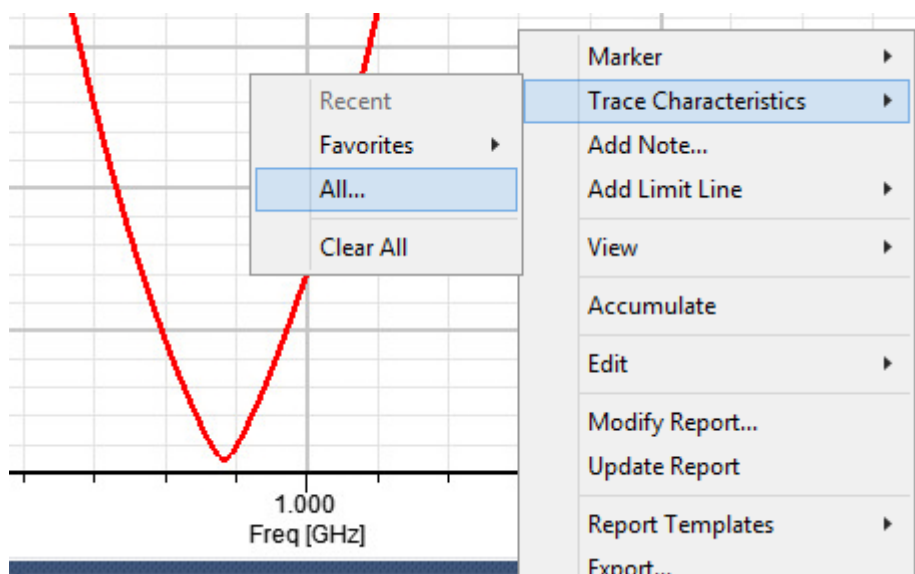 Recent
Favorites
All...
Clear All
Marker
Trace Characteristics
Add Note...
Add Limit Line
View
Accumulate
Edit
Modify Report...
Update Report
Report Templates
Export...
1.000
Freq [GHz]